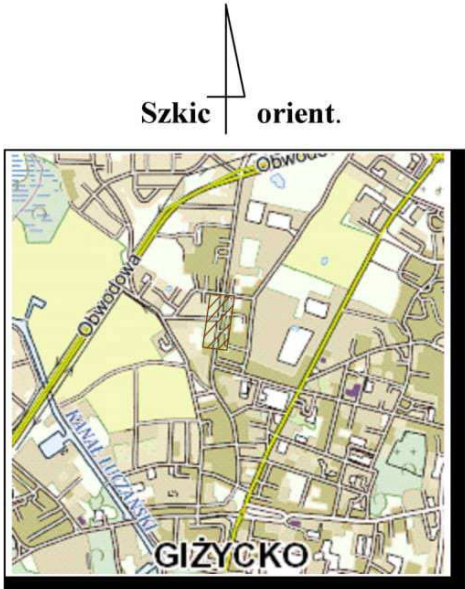 Szkic orient.
Obwodowa
Obwodowa
KANAŁ ŁUCZAŃSKI
GIŻYCKO